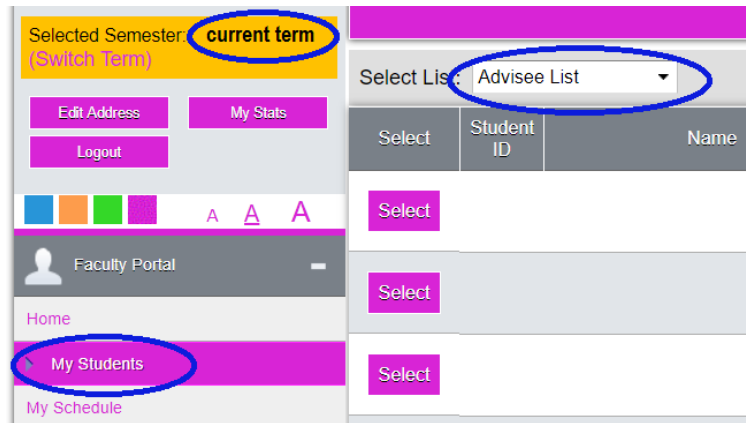 Selected Semester: current term
(Switch Term)
Edit Address
My Stats
Logout
A A A
Faculty Portal
Home
My Students
My Schedule
Select List: Advisee List
Select
Student ID
Name
Select
Select
Select